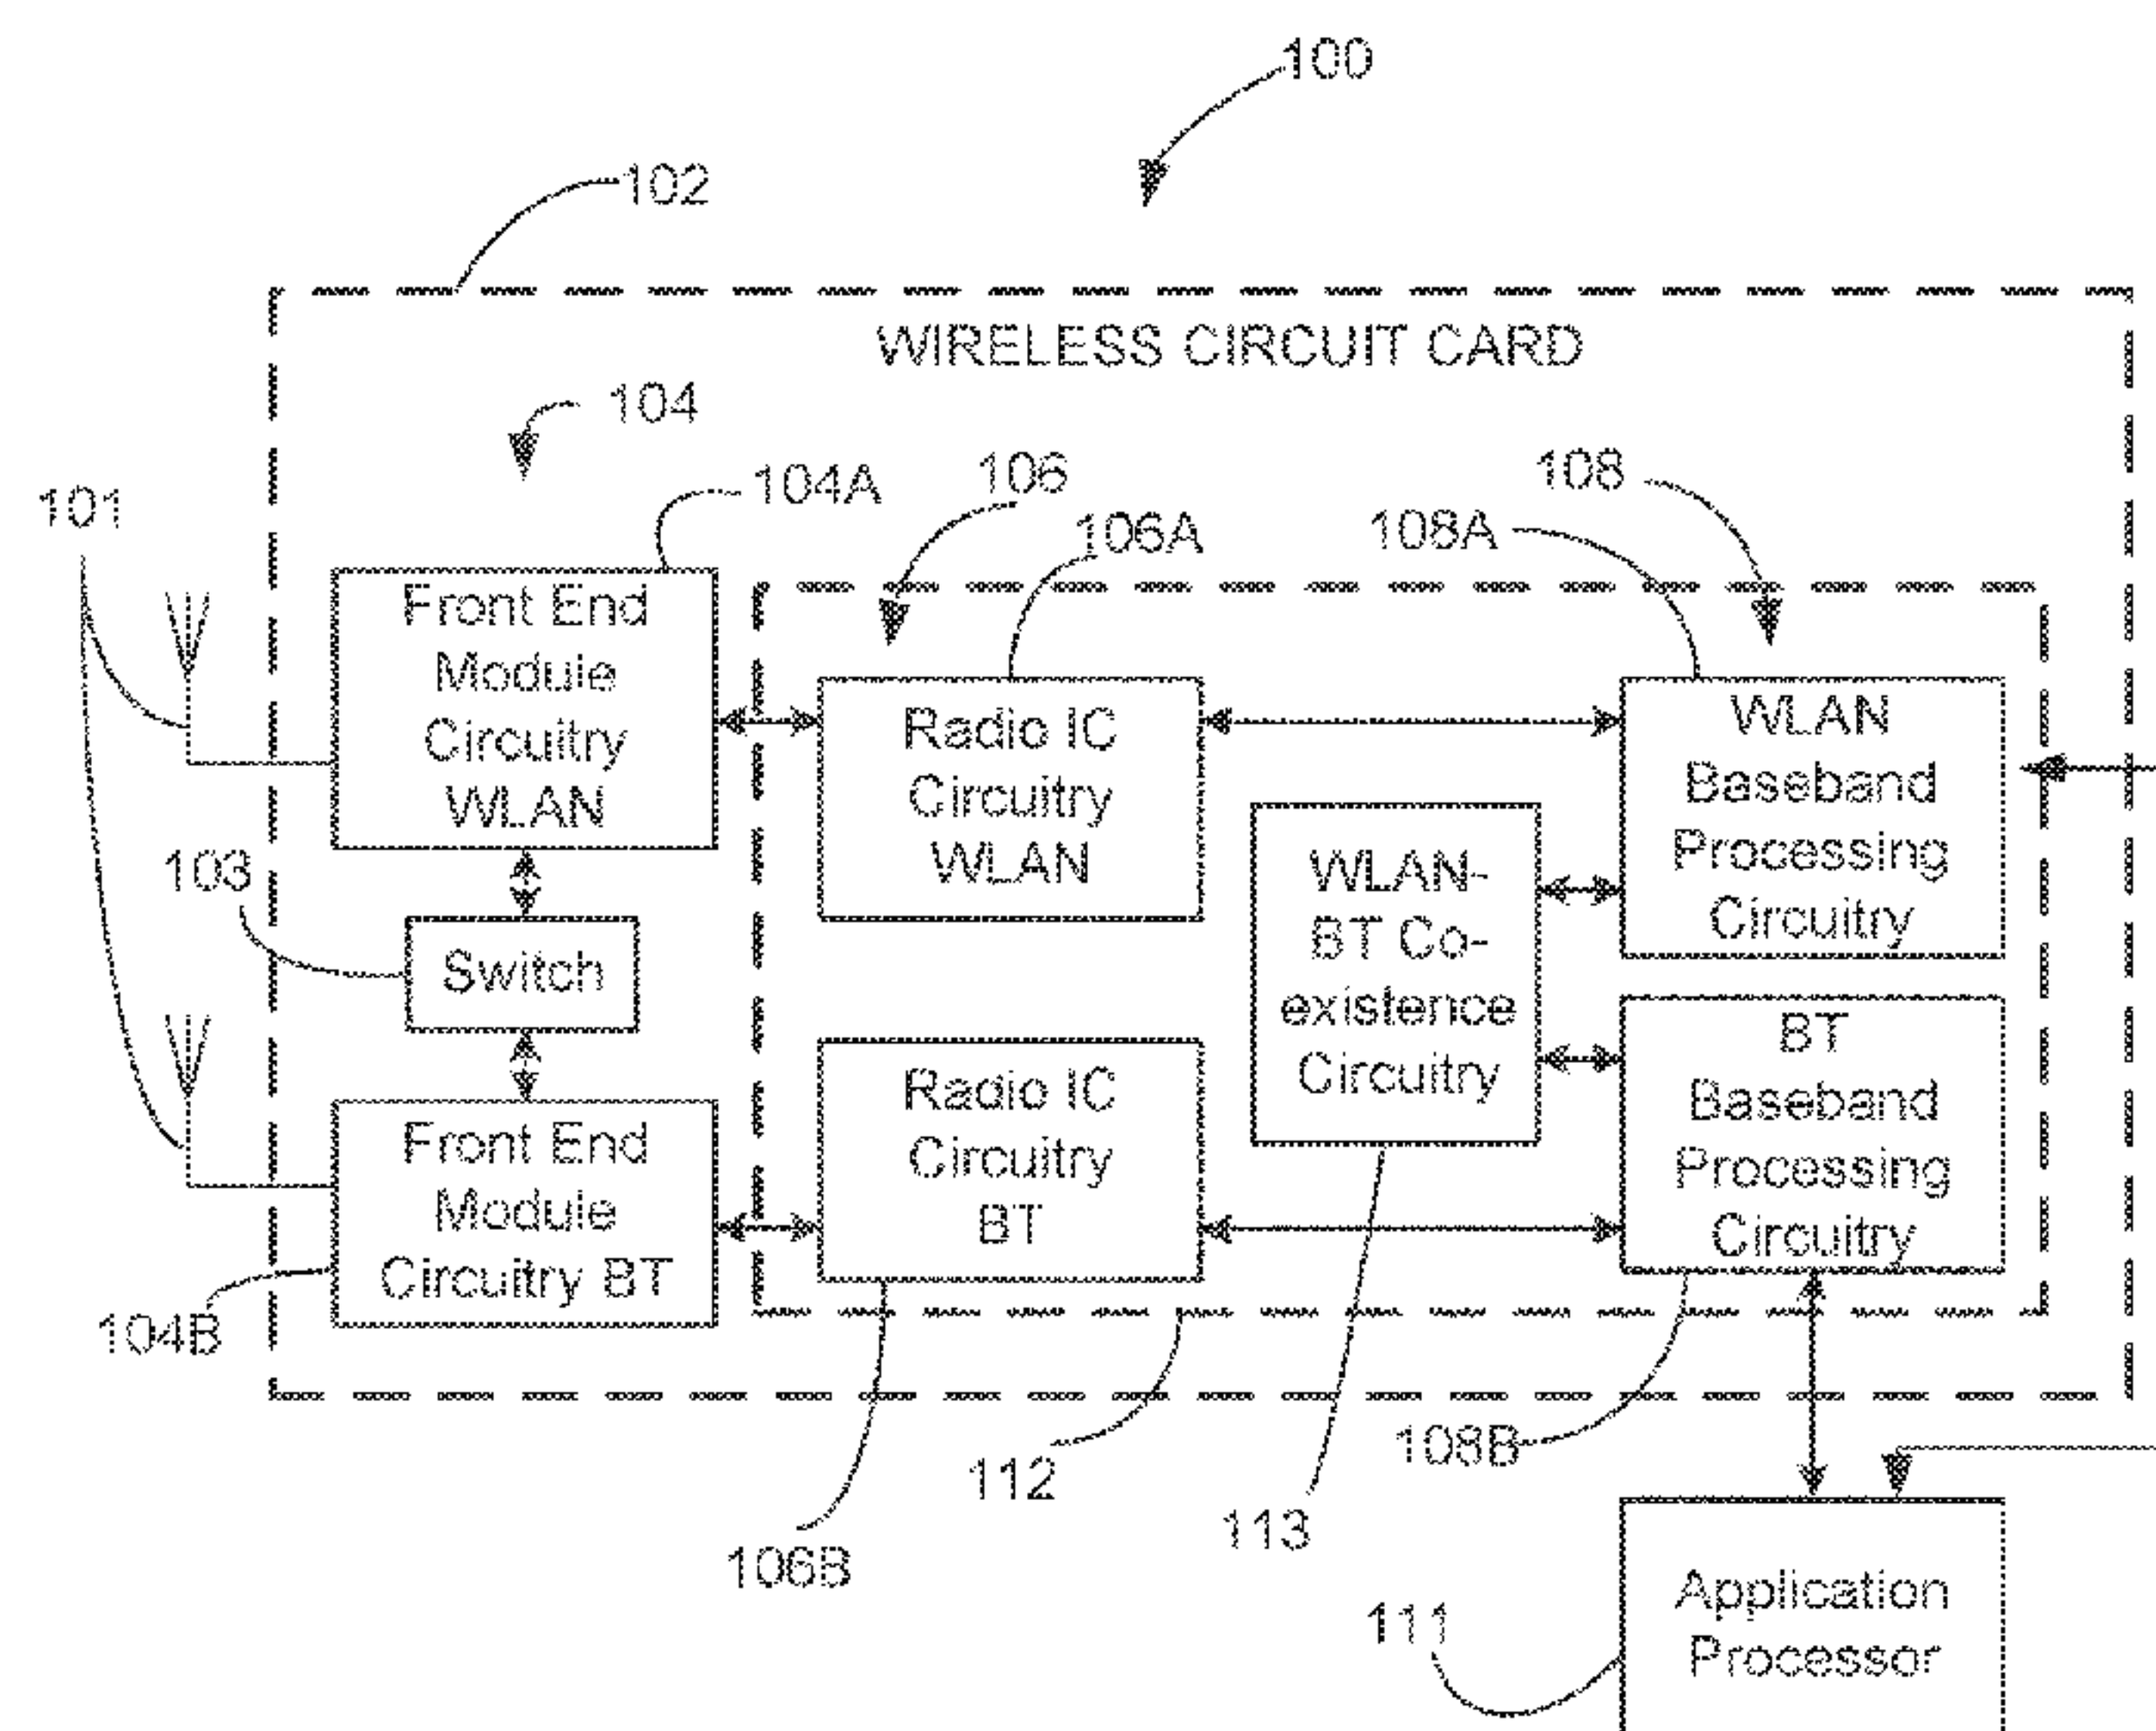 100
102
WIRELESS CIRCUIT CARD
104
104A
106
106A
108
108A
101
Front End
Module
Circuitry
WLAN
Radio IC
Circuitry
WLAN
WLAN
Baseband
Processing
Circuitry
103
Switch
WLAN-
BT Co-
existence
Circuitry
Front End
Module
Circuitry BT
Radio IC
Circuitry
BT
BT
Baseband
Processing
Circuitry
104B
106B
112
113
108B
111
Application
Processor